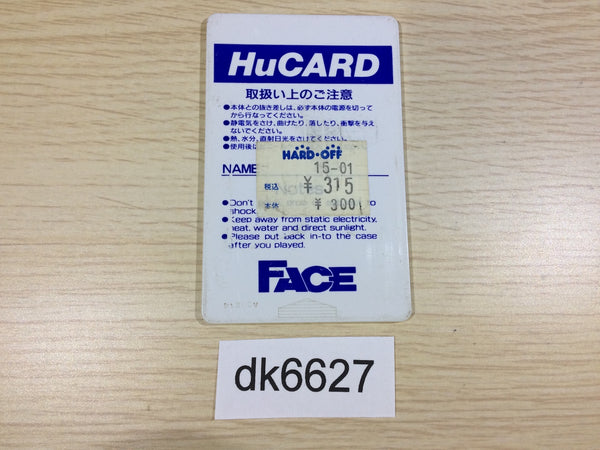 HuCARD
取扱い上のご注意
●本体との抜き差しは、必ず本体の電源を切って
から行なってください。
●静電気をさけ、曲げたり、落したり、衝撃を与え
ないでください。
●熱、水分、直射日光をさけてください。
●使用後は
NAME
HARD・OFF
15-01
税込 ¥ 315
本体 ¥ 300
Notes
●Don't
to
shock
●Keep away from static electricity,
heat, water and direct sunlight.
●Please put back in-to the case
after you played.
FACE
dk6627